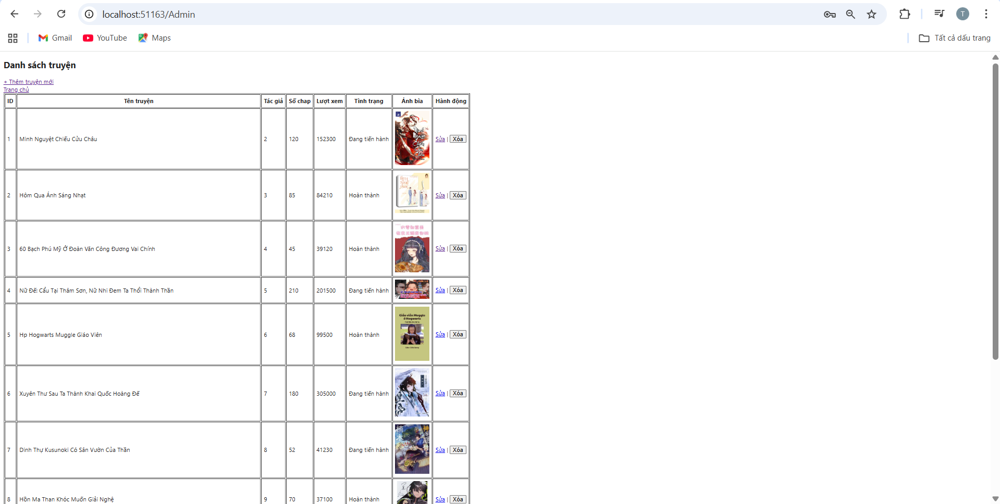 localhost:51163/Admin
T
Gmail YouTube Maps Tất cả dấu trang
Danh sách truyện
+ Thêm truyện mới
Trang chủ
ID Tên truyện Tác giả Số chap Lượt xem Tình trạng Ảnh bìa Hành động
1 Minh Nguyệt Chiếu Cửu Châu 2 120 152300 Đang tiến hành Sửa | Xóa
2 Hôm Qua Ánh Sáng Nhạt 3 85 84210 Hoàn thành Sửa | Xóa
3 60 Bạch Phú Mỹ Ở Đoàn Văn Công Đương Vai Chính 4 45 39120 Hoàn thành Sửa | Xóa
4 Nữ Đế: Cẩu Tại Thâm Sơn, Nữ Nhi Đem Ta Thổi Thành Thần 5 210 201500 Đang tiến hành Sửa | Xóa
Giáo viên Muggle
ở Hogwarts
5 Hp Hogwarts Muggle Giáo Viên 6 68 99500 Hoàn thành Sửa | Xóa
6 Xuyên Thư Sau Ta Thành Khai Quốc Hoàng Đế 7 180 305000 Đang tiến hành Sửa | Xóa
7 Dinh Thự Kusunoki Có Sân Vườn Của Thần 8 52 41230 Đang tiến hành Sửa | Xóa
8 Hồn Ma Than Khóc Muốn Giải Nghệ 9 70 37100 Hoàn thành Sửa | Xóa